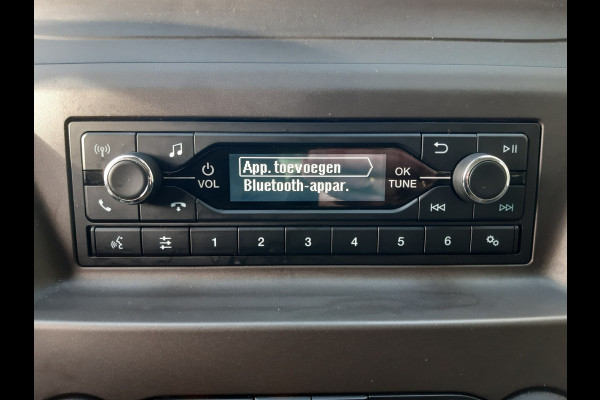 App. toevoegen
Bluetooth-appar.
VOL
OK
TUNE
1 2 3 4 5 6